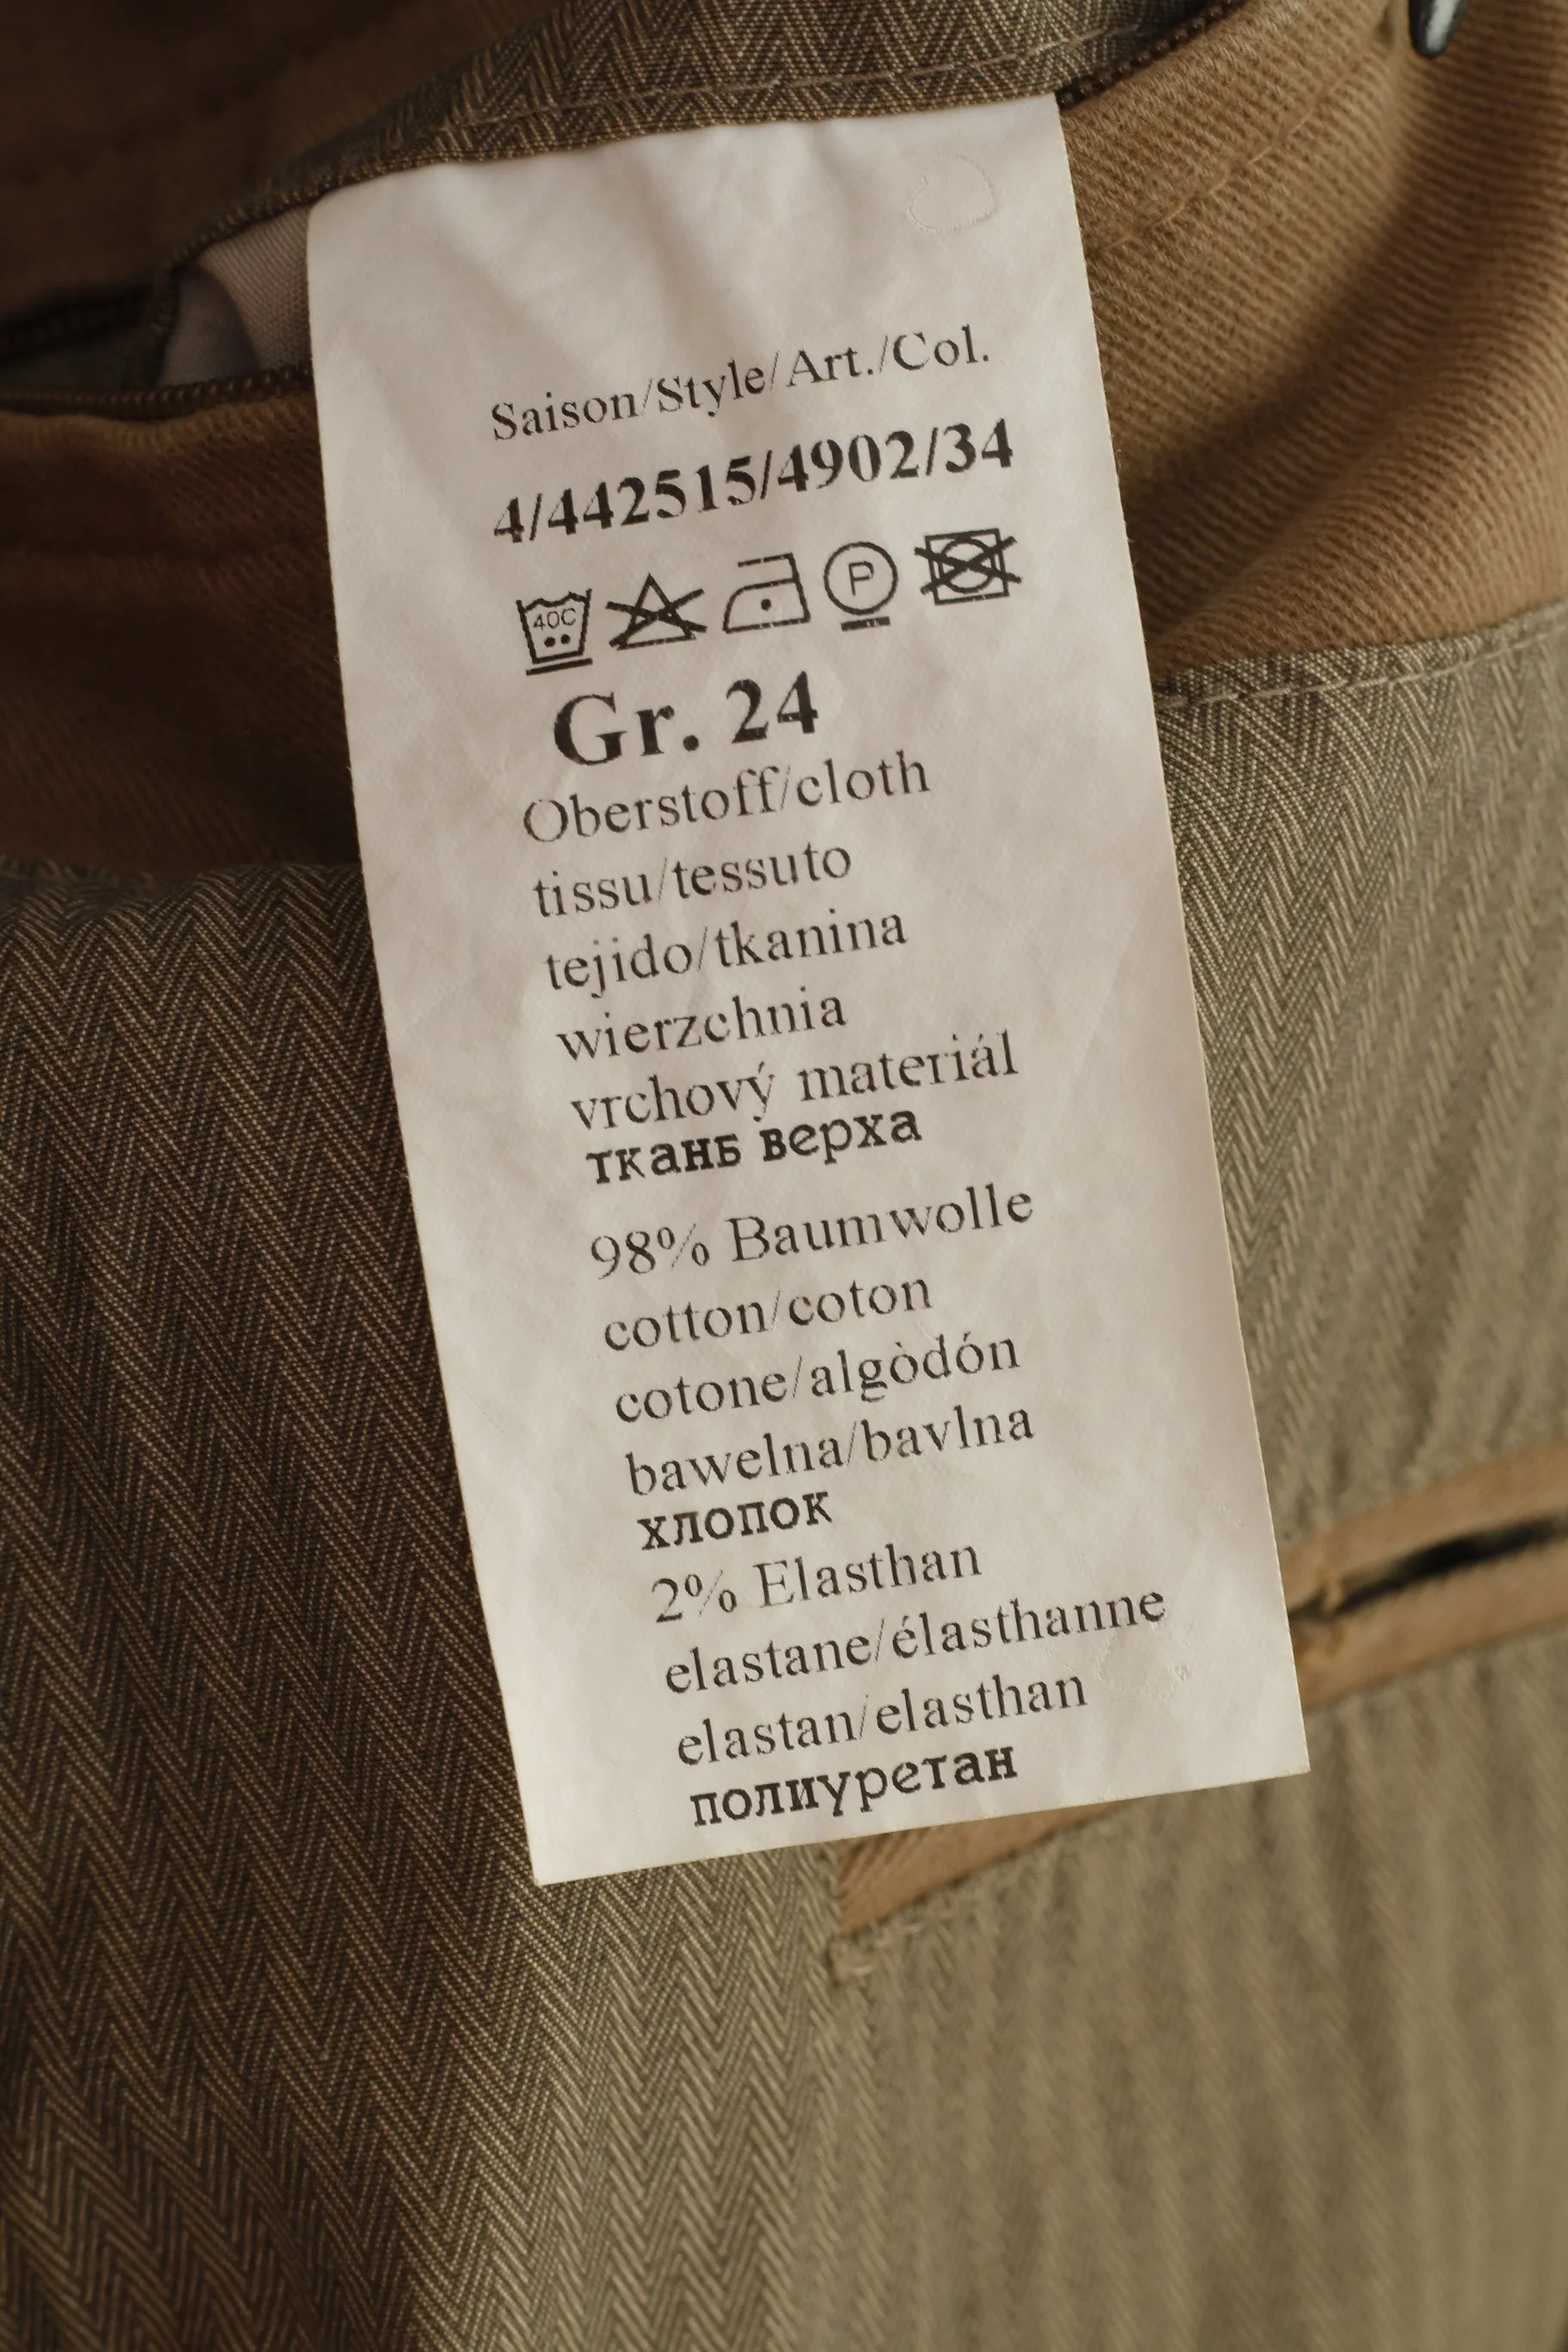 Saison/Style/Art./Col.
4/442515/4902/34
40C P
Gr. 24
Oberstoff/cloth
tissu/tessuto
tejido/tkanina
wierzchnia
vrchový materiál
тканБ верха
98% Baumwolle
cotton/coton
cotone/algòdón
bawelna/bavlna
хлопок
2% Elasthan
elastane/élasthanne
elastan/elasthan
полиуретан